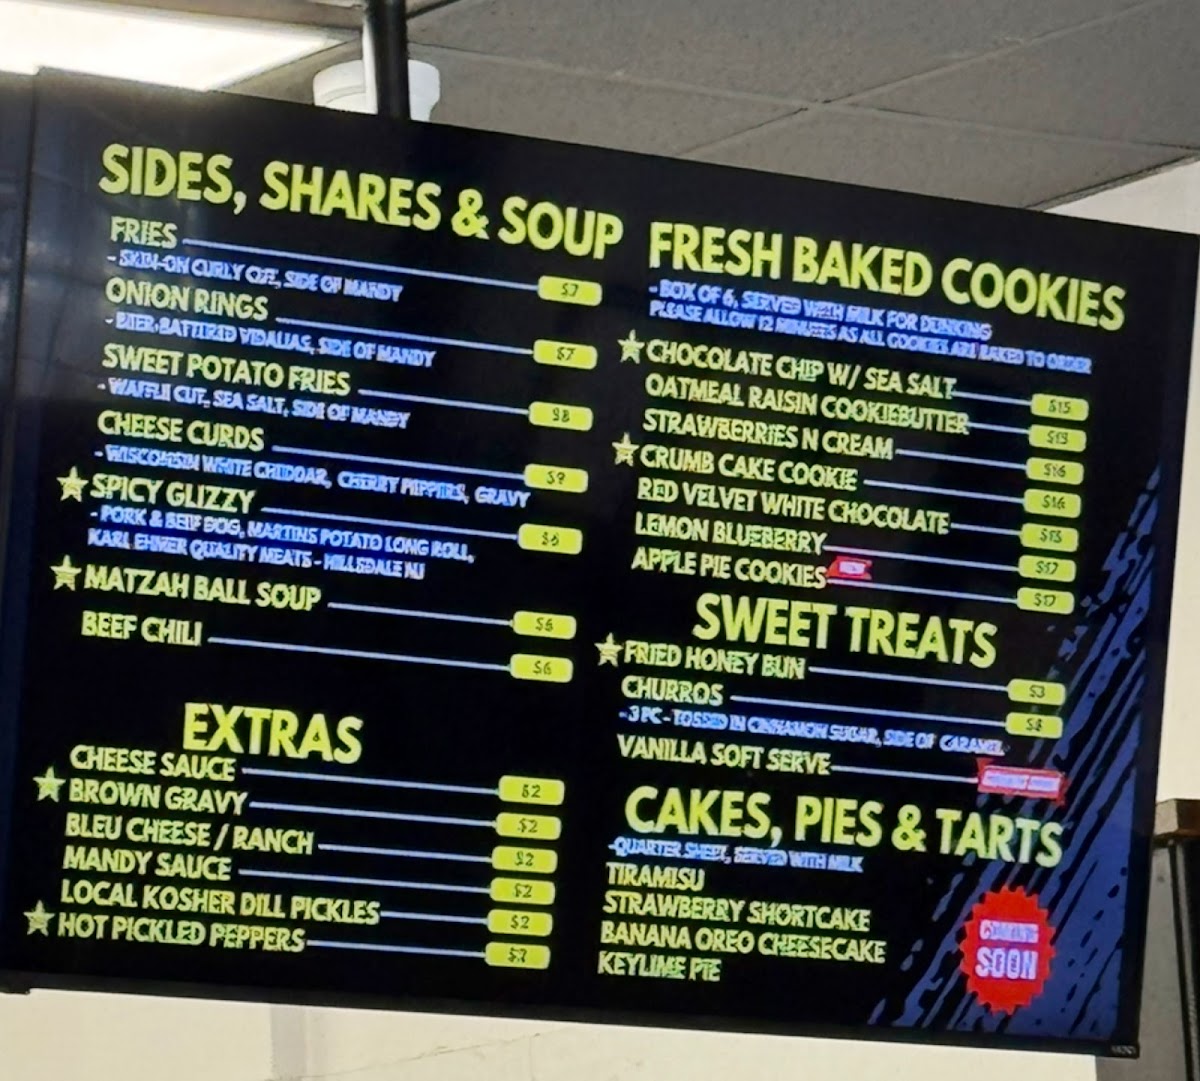 SIDES, SHARES & SOUP
FRIES $7
- SKIN-ON CURLY CUT, SIDE OF MANDY
ONION RINGS $7
- BEER BATTERED VIDALIAS, SIDE OF MANDY
SWEET POTATO FRIES $8
- WAFFLE CUT, SEA SALT, SIDE OF MANDY
CHEESE CURDS $9
- WISCONSIN WHITE CHEDDAR, CHERRY PEPPERS, GRAVY
SPICY GLIZZY $6
- PORK & BEEF DOG, MARTINS POTATO LONG ROLL,
KARL EHMER QUALITY MEATS - HILLSDALE NJ
MATZAH BALL SOUP $6
BEEF CHILI $6
EXTRAS
CHEESE SAUCE $2
BROWN GRAVY $2
BLEU CHEESE / RANCH $2
MANDY SAUCE $2
LOCAL KOSHER DILL PICKLES $2
HOT PICKLED PEPPERS $2
FRESH BAKED COOKIES
- BOX OF 6, SERVED WITH MILK FOR DUNKING
PLEASE ALLOW 12 MINUTES AS ALL COOKIES ARE BAKED TO ORDER
CHOCOLATE CHIP W/ SEA SALT $15
OATMEAL RAISIN COOKIEBUTTER
STRAWBERRIES N CREAM $16
CRUMB CAKE COOKIE $16
RED VELVET WHITE CHOCOLATE
LEMON BLUEBERRY $17
APPLE PIE COOKIES $17
SWEET TREATS
FRIED HONEY BUN $3
CHURROS $8
- 3 PC - TOSSED IN CINNAMON SUGAR, SIDE OF CARAMEL
VANILLA SOFT SERVE
CAKES, PIES & TARTS
-QUARTER SHEET, SERVED WITH MILK
TIRAMISU
STRAWBERRY SHORTCAKE
BANANA OREO CHEESECAKE
KEYLIME PIE
COMING
SOON